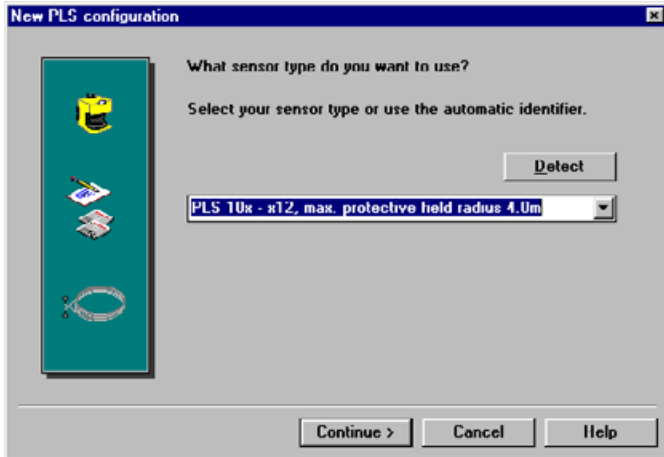 New PLS configuration
What sensor type do you want to use?
Select your sensor type or use the automatic identifier.
Detect
PLS 10x - x12, max. protective field radius 4.0m
Continue >
Cancel
Help